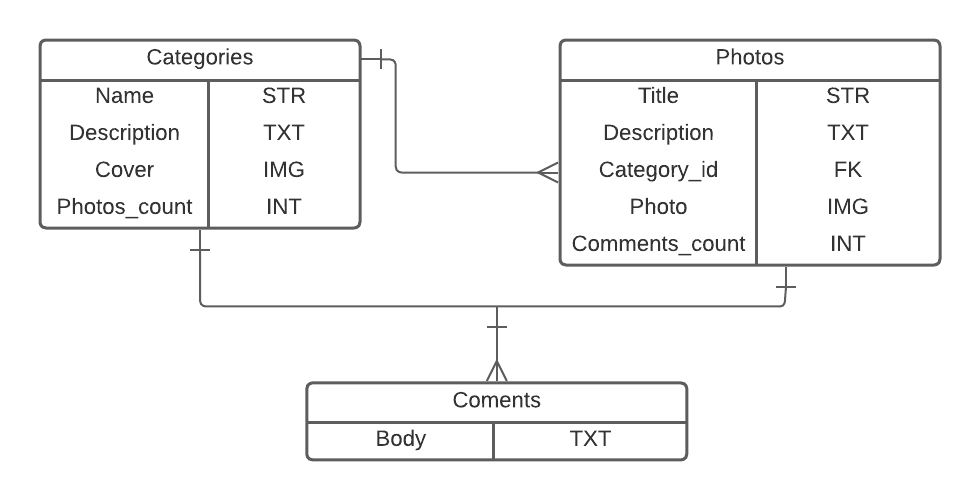 Categories
Name STR
Description TXT
Cover IMG
Photos_count INT
Photos
Title STR
Description TXT
Category_id FK
Photo IMG
Comments_count INT
Coments
Body TXT